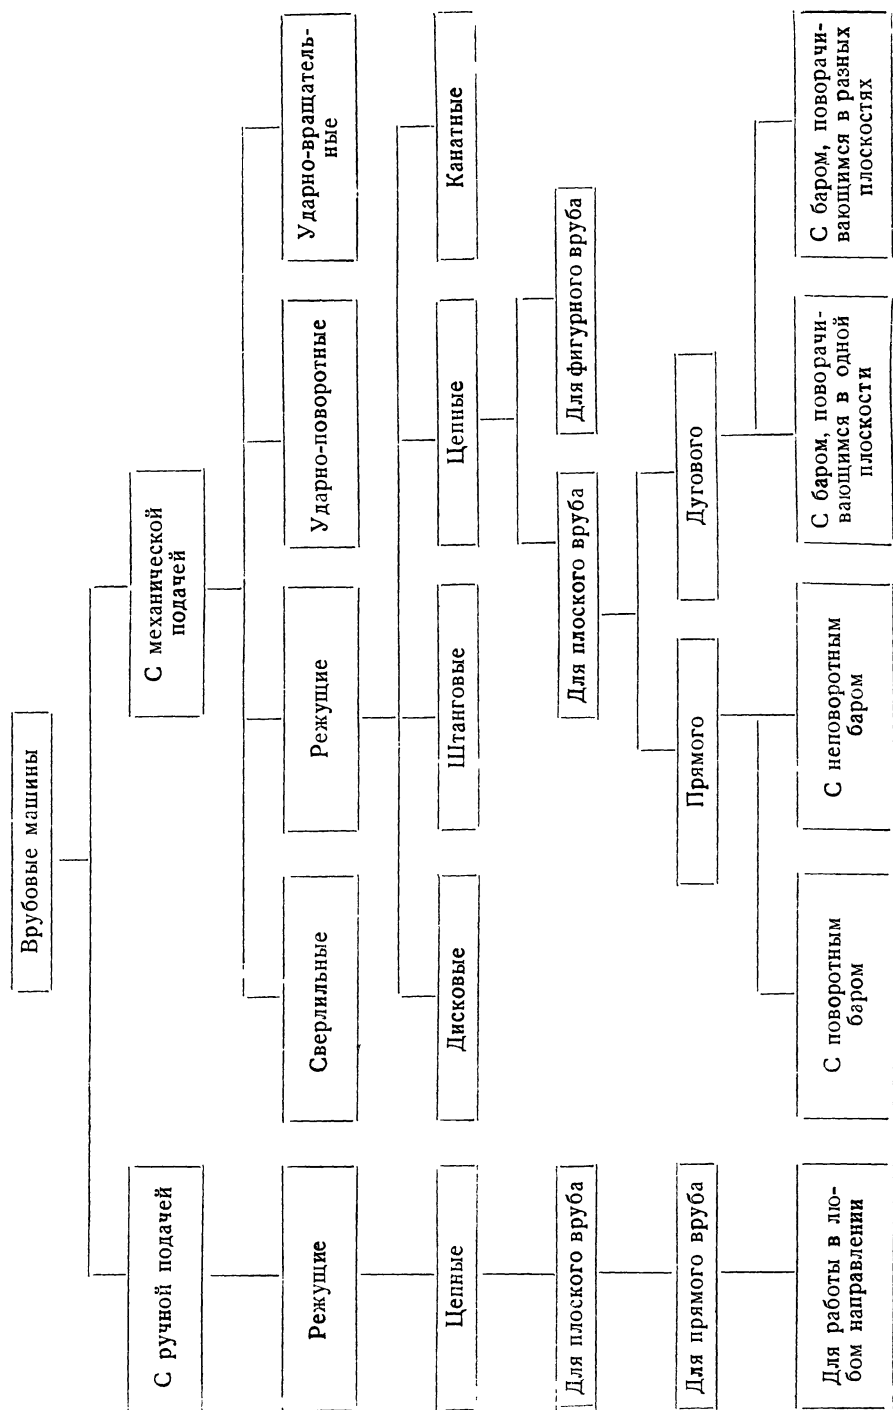 Врубовые машины
С ручной подачей
С механической
подачей
Режущие
Сверлильные
Режущие
Ударно-поворотные
Ударно-вращатель-
ные
Цепные
Дисковые
Штанговые
Цепные
Канатные
Для плоского вруба
Для плоского вруба
Для фигурного вруба
Для прямого вруба
Прямого
Дугового
Для работы в лю-
бом направлении
С поворотным
баром
С неповоротным
баром
С баром, поворачи-
вающимся в одной
плоскости
С баром, поворачи-
вающимся в разных
плоскостях